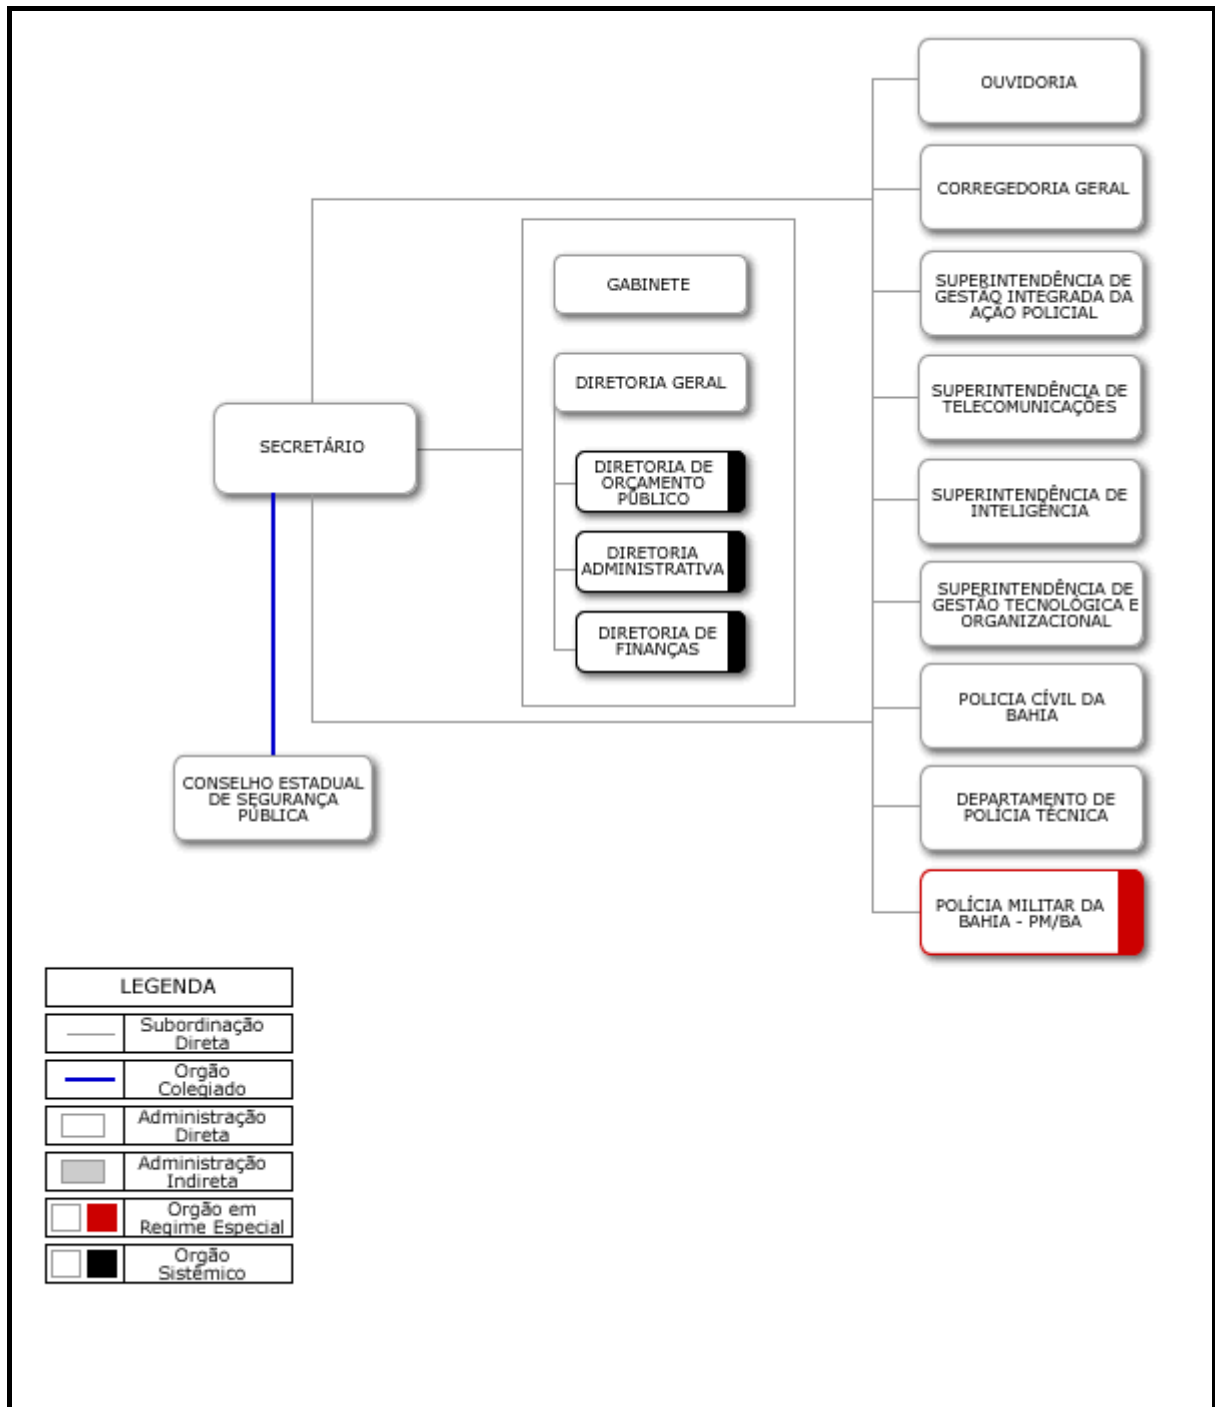 OUVIDORIA
CORREGEDORIA GERAL
SUPERINTENDÊNCIA DE
GESTÃO INTEGRADA DA
AÇÃO POLICIAL
GABINETE
DIRETORIA GERAL
SUPERINTENDÊNCIA DE
TELECOMUNICAÇÕES
SECRETÁRIO
DIRETORIA DE
ORÇAMENTO
PÚBLICO
SUPERINTENDÊNCIA DE
INTELIGÊNCIA
DIRETORIA
ADMINISTRATIVA
SUPERINTENDÊNCIA DE
GESTÃO TECNOLÓGICA E
ORGANIZACIONAL
DIRETORIA DE
FINANÇAS
POLICIA CÍVIL DA
BAHIA
CONSELHO ESTADUAL
DE SEGURANÇA
PÚBLICA
DEPARTAMENTO DE
POLÍCIA TÉCNICA
POLÍCIA MILITAR DA
BAHIA - PM/BA
LEGENDA
Subordinação
Direta
Orgão
Colegiado
Administração
Direta
Administração
Indireta
Orgão em
Regime Especial
Orgão
Sistêmico